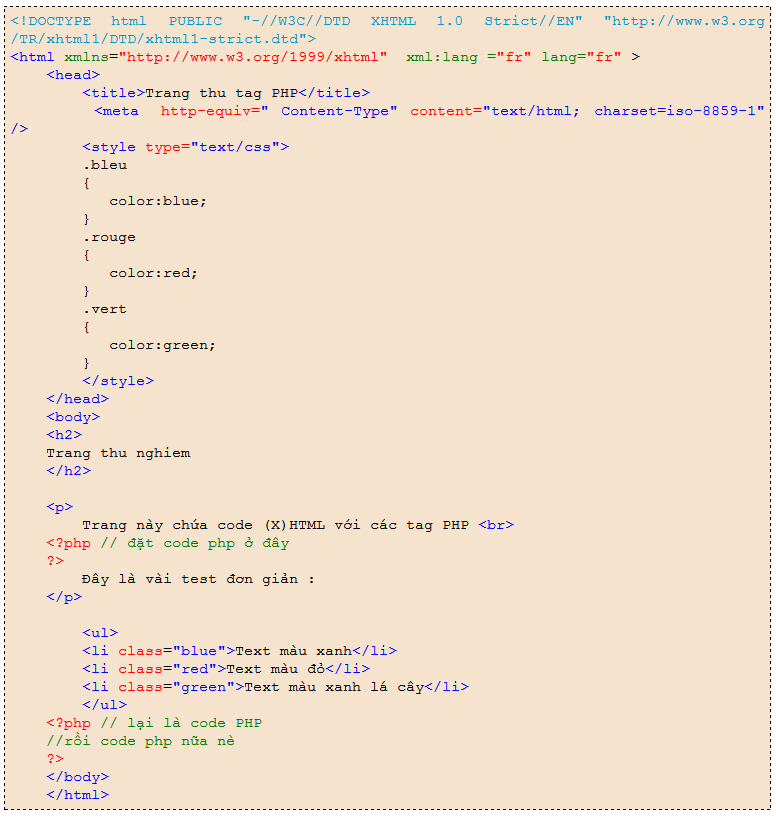 <!DOCTYPE html PUBLIC "-//W3C//DTD XHTML 1.0 Strict//EN" "http://www.w3.org
/TR/xhtml1/DTD/xhtml1-strict.dtd">
<html xmlns="http://www.w3.org/1999/xhtml" xml:lang ="fr" lang="fr" >
<head>
<title>Trang thu tag PHP</title>
<meta http-equiv=" Content-Type" content="text/html; charset=iso-8859-1"
/>
<style type="text/css">
.bleu
{
color:blue;
}
.rouge
{
color:red;
}
.vert
{
color:green;
}
</style>
</head>
<body>
<h2>
Trang thu nghiem
</h2>
<p>
Trang này chứa code (X)HTML với các tag PHP <br>
<?php // đặt code php ở đây
?>
Đây là vài test đơn giản :
</p>
<ul>
<li class="blue">Text màu xanh</li>
<li class="red">Text màu đỏ</li>
<li class="green">Text màu xanh lá cây</li>
</ul>
<?php // lại là code PHP
//rồi code php nữa nè
?>
</body>
</html>